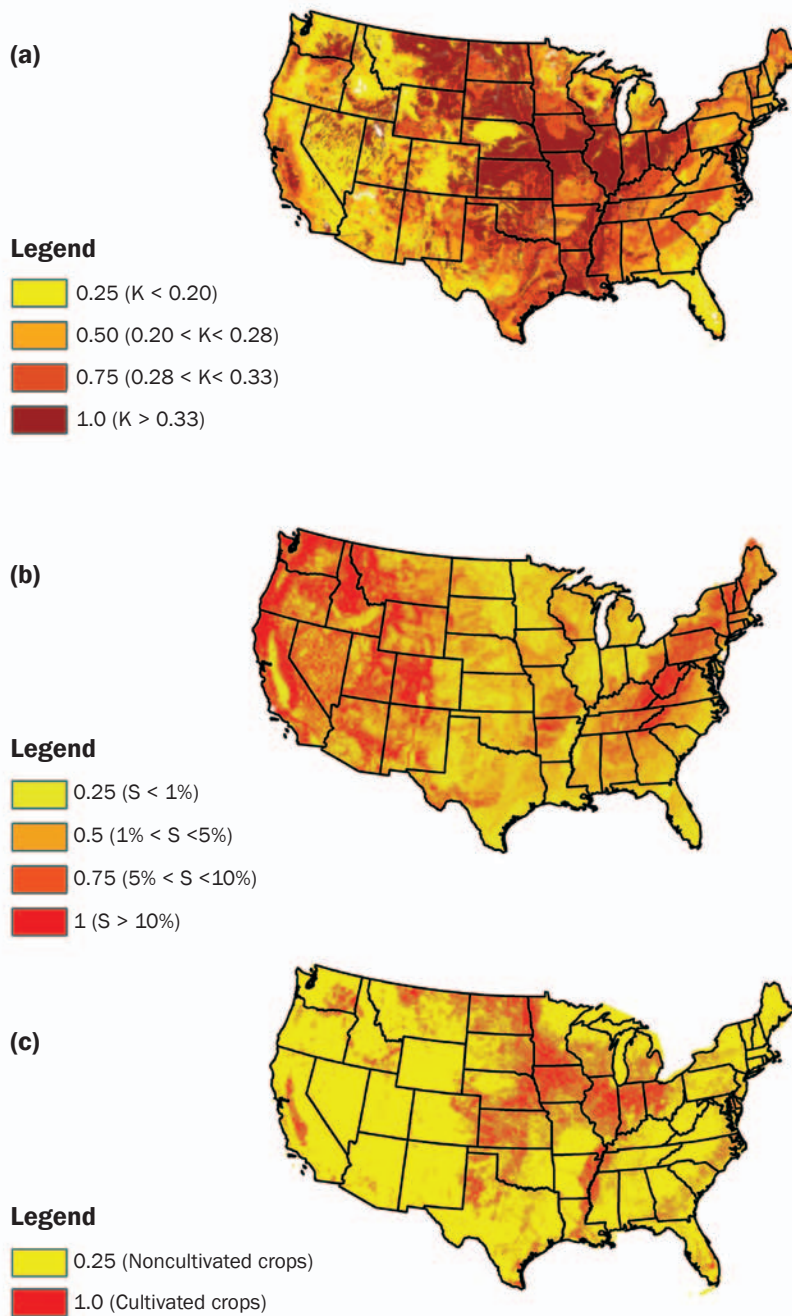 (a)
Legend
0.25 (K < 0.20)
0.50 (0.20 < K< 0.28)
0.75 (0.28 < K< 0.33)
1.0 (K > 0.33)
(b)
Legend
0.25 (S < 1%)
0.5 (1% < S <5%)
0.75 (5% < S <10%)
1 (S > 10%)
(c)
Legend
0.25 (Noncultivated crops)
1.0 (Cultivated crops)